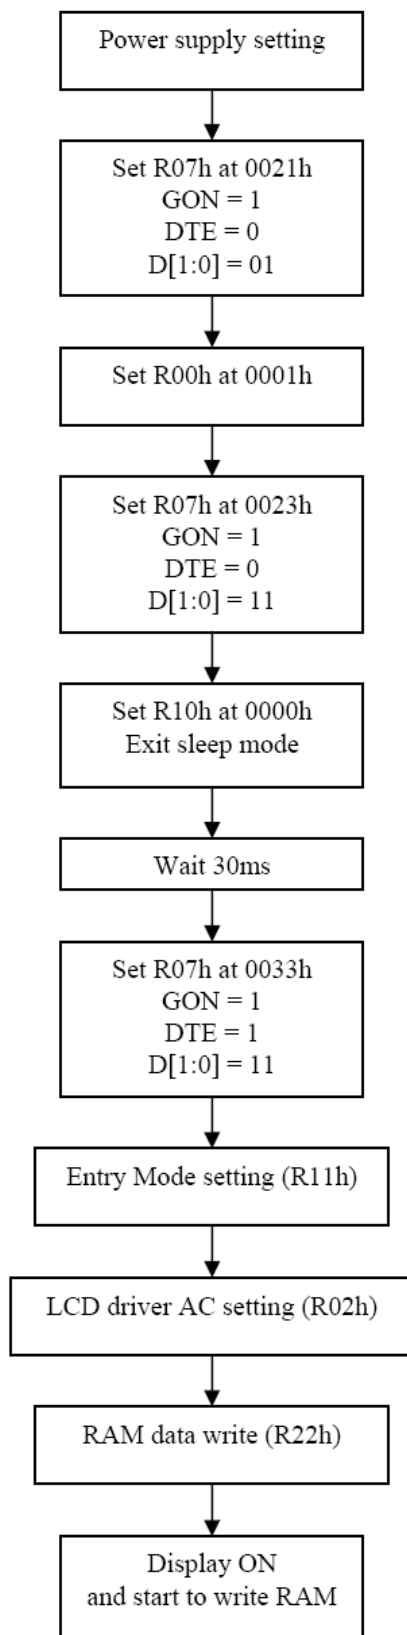 Power supply setting
Set R07h at 0021h
GON = 1
DTE = 0
D[1:0] = 01
Set R00h at 0001h
Set R07h at 0023h
GON = 1
DTE = 0
D[1:0] = 11
Set R10h at 0000h
Exit sleep mode
Wait 30ms
Set R07h at 0033h
GON = 1
DTE = 1
D[1:0] = 11
Entry Mode setting (R11h)
LCD driver AC setting (R02h)
RAM data write (R22h)
Display ON
and start to write RAM